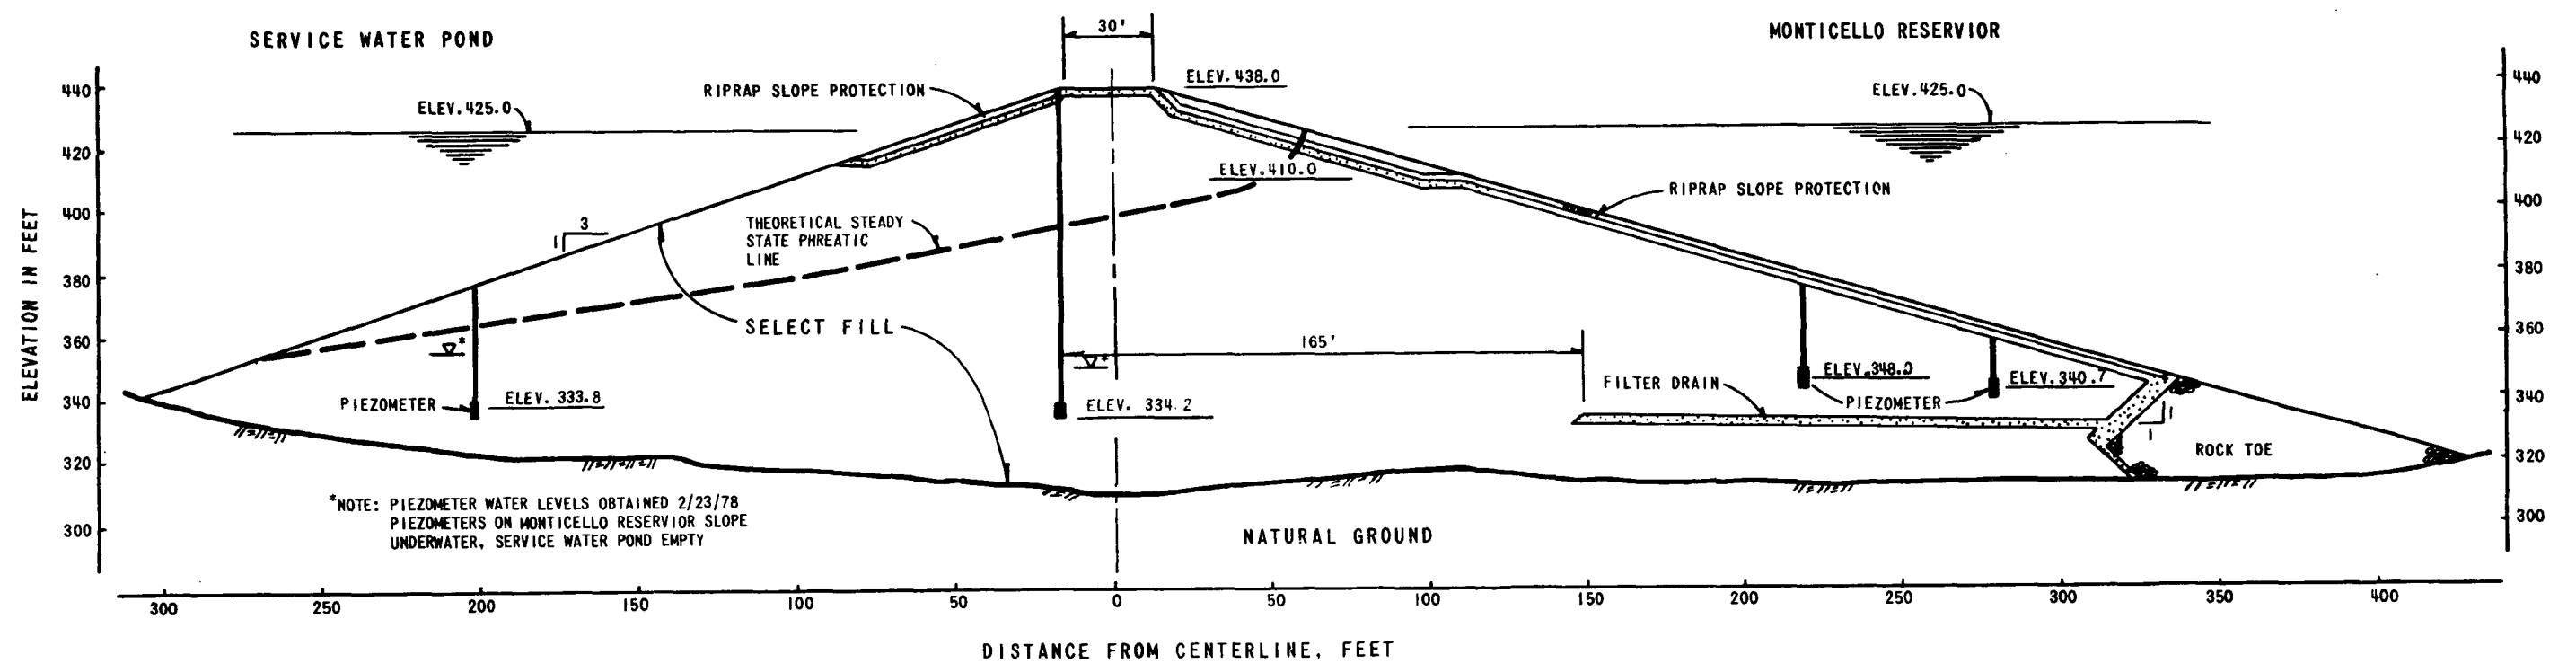 SERVICE WATER POND
30'
MONTICELLO RESERVIOR
ELEV. 438.0
RIPRAP SLOPE PROTECTION
ELEV. 425.0
ELEV. 425.0
ELEV. 410.0
RIPRAP SLOPE PROTECTION
3
1
THEORETICAL STEADY
STATE PHREATIC
LINE
SELECT FILL
165'
*
*
PIEZOMETER
ELEV. 333.8
ELEV. 334.2
FILTER DRAIN
ELEV. 348.0
ELEV. 340.7
PIEZOMETER
1
1
ROCK TOE
*NOTE: PIEZOMETER WATER LEVELS OBTAINED 2/23/78
PIEZOMETERS ON MONTICELLO RESERVIOR SLOPE
UNDERWATER, SERVICE WATER POND EMPTY
NATURAL GROUND
ELEVATION IN FEET
440
420
400
380
360
340
320
300
440
420
400
380
360
340
320
300
300 250 200 150 100 50 0 50 100 150 200 250 300 350 400
DISTANCE FROM CENTERLINE, FEET